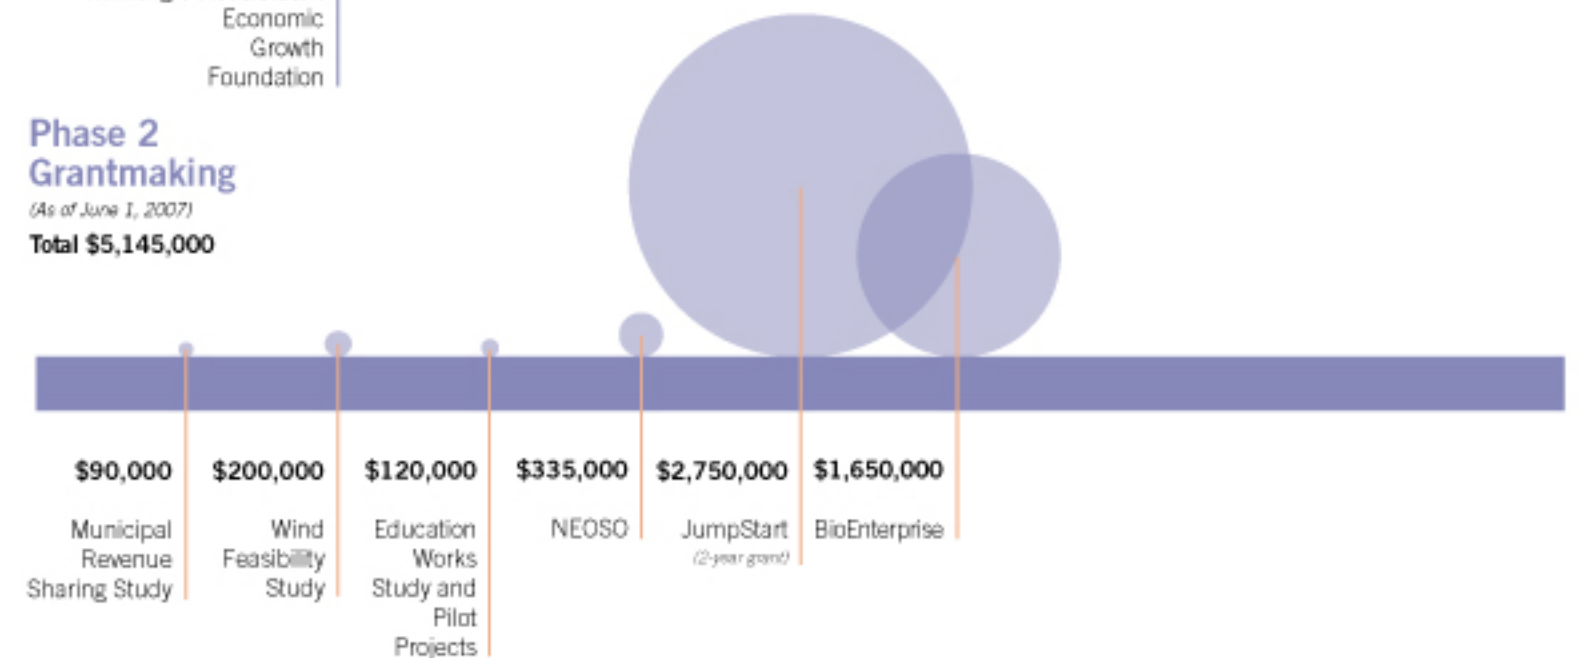 Economic
Growth
Foundation
Phase 2
Grantmaking
(As of June 1, 2007)
Total $5,145,000
$90,000
Municipal
Revenue
Sharing Study
$200,000
Wind
Feasibility
Study
$120,000
Education
Works
Study and
Pilot
Projects
$335,000
NEOSO
$2,750,000
JumpStart
(2-year grant)
$1,650,000
BioEnterprise